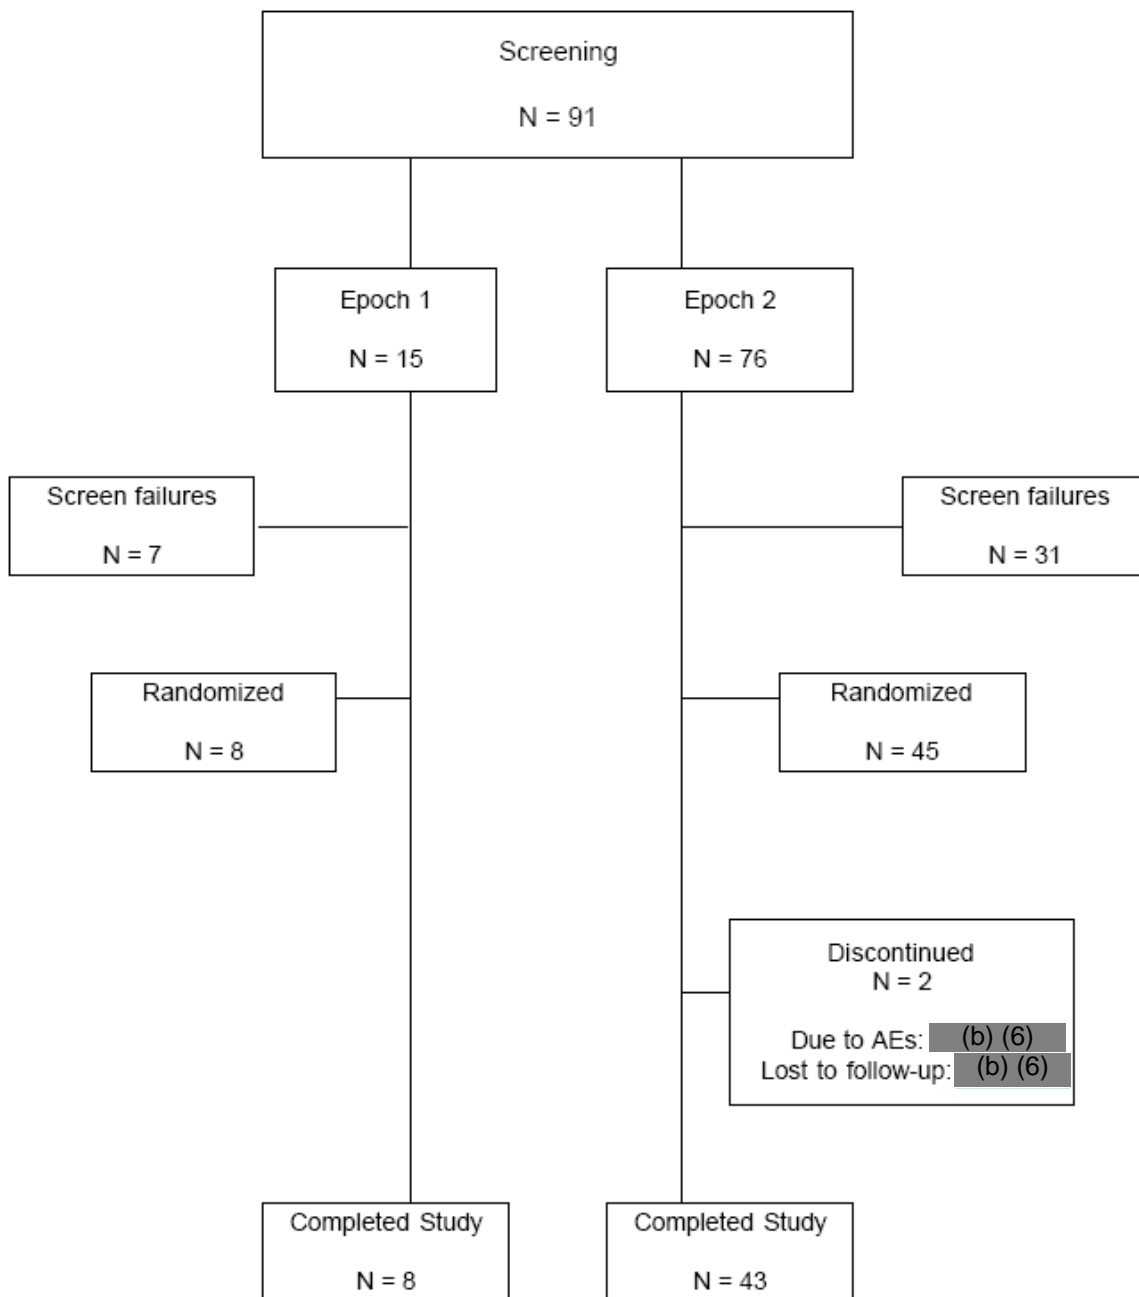 Screening
N = 91
Epoch 1
N = 15
Epoch 2
N = 76
Screen failures
N = 7
Screen failures
N = 31
Randomized
N = 8
Randomized
N = 45
Discontinued
N = 2
Due to AEs: (b) (6)
Lost to follow-up: (b) (6)
Completed Study
N = 8
Completed Study
N = 43